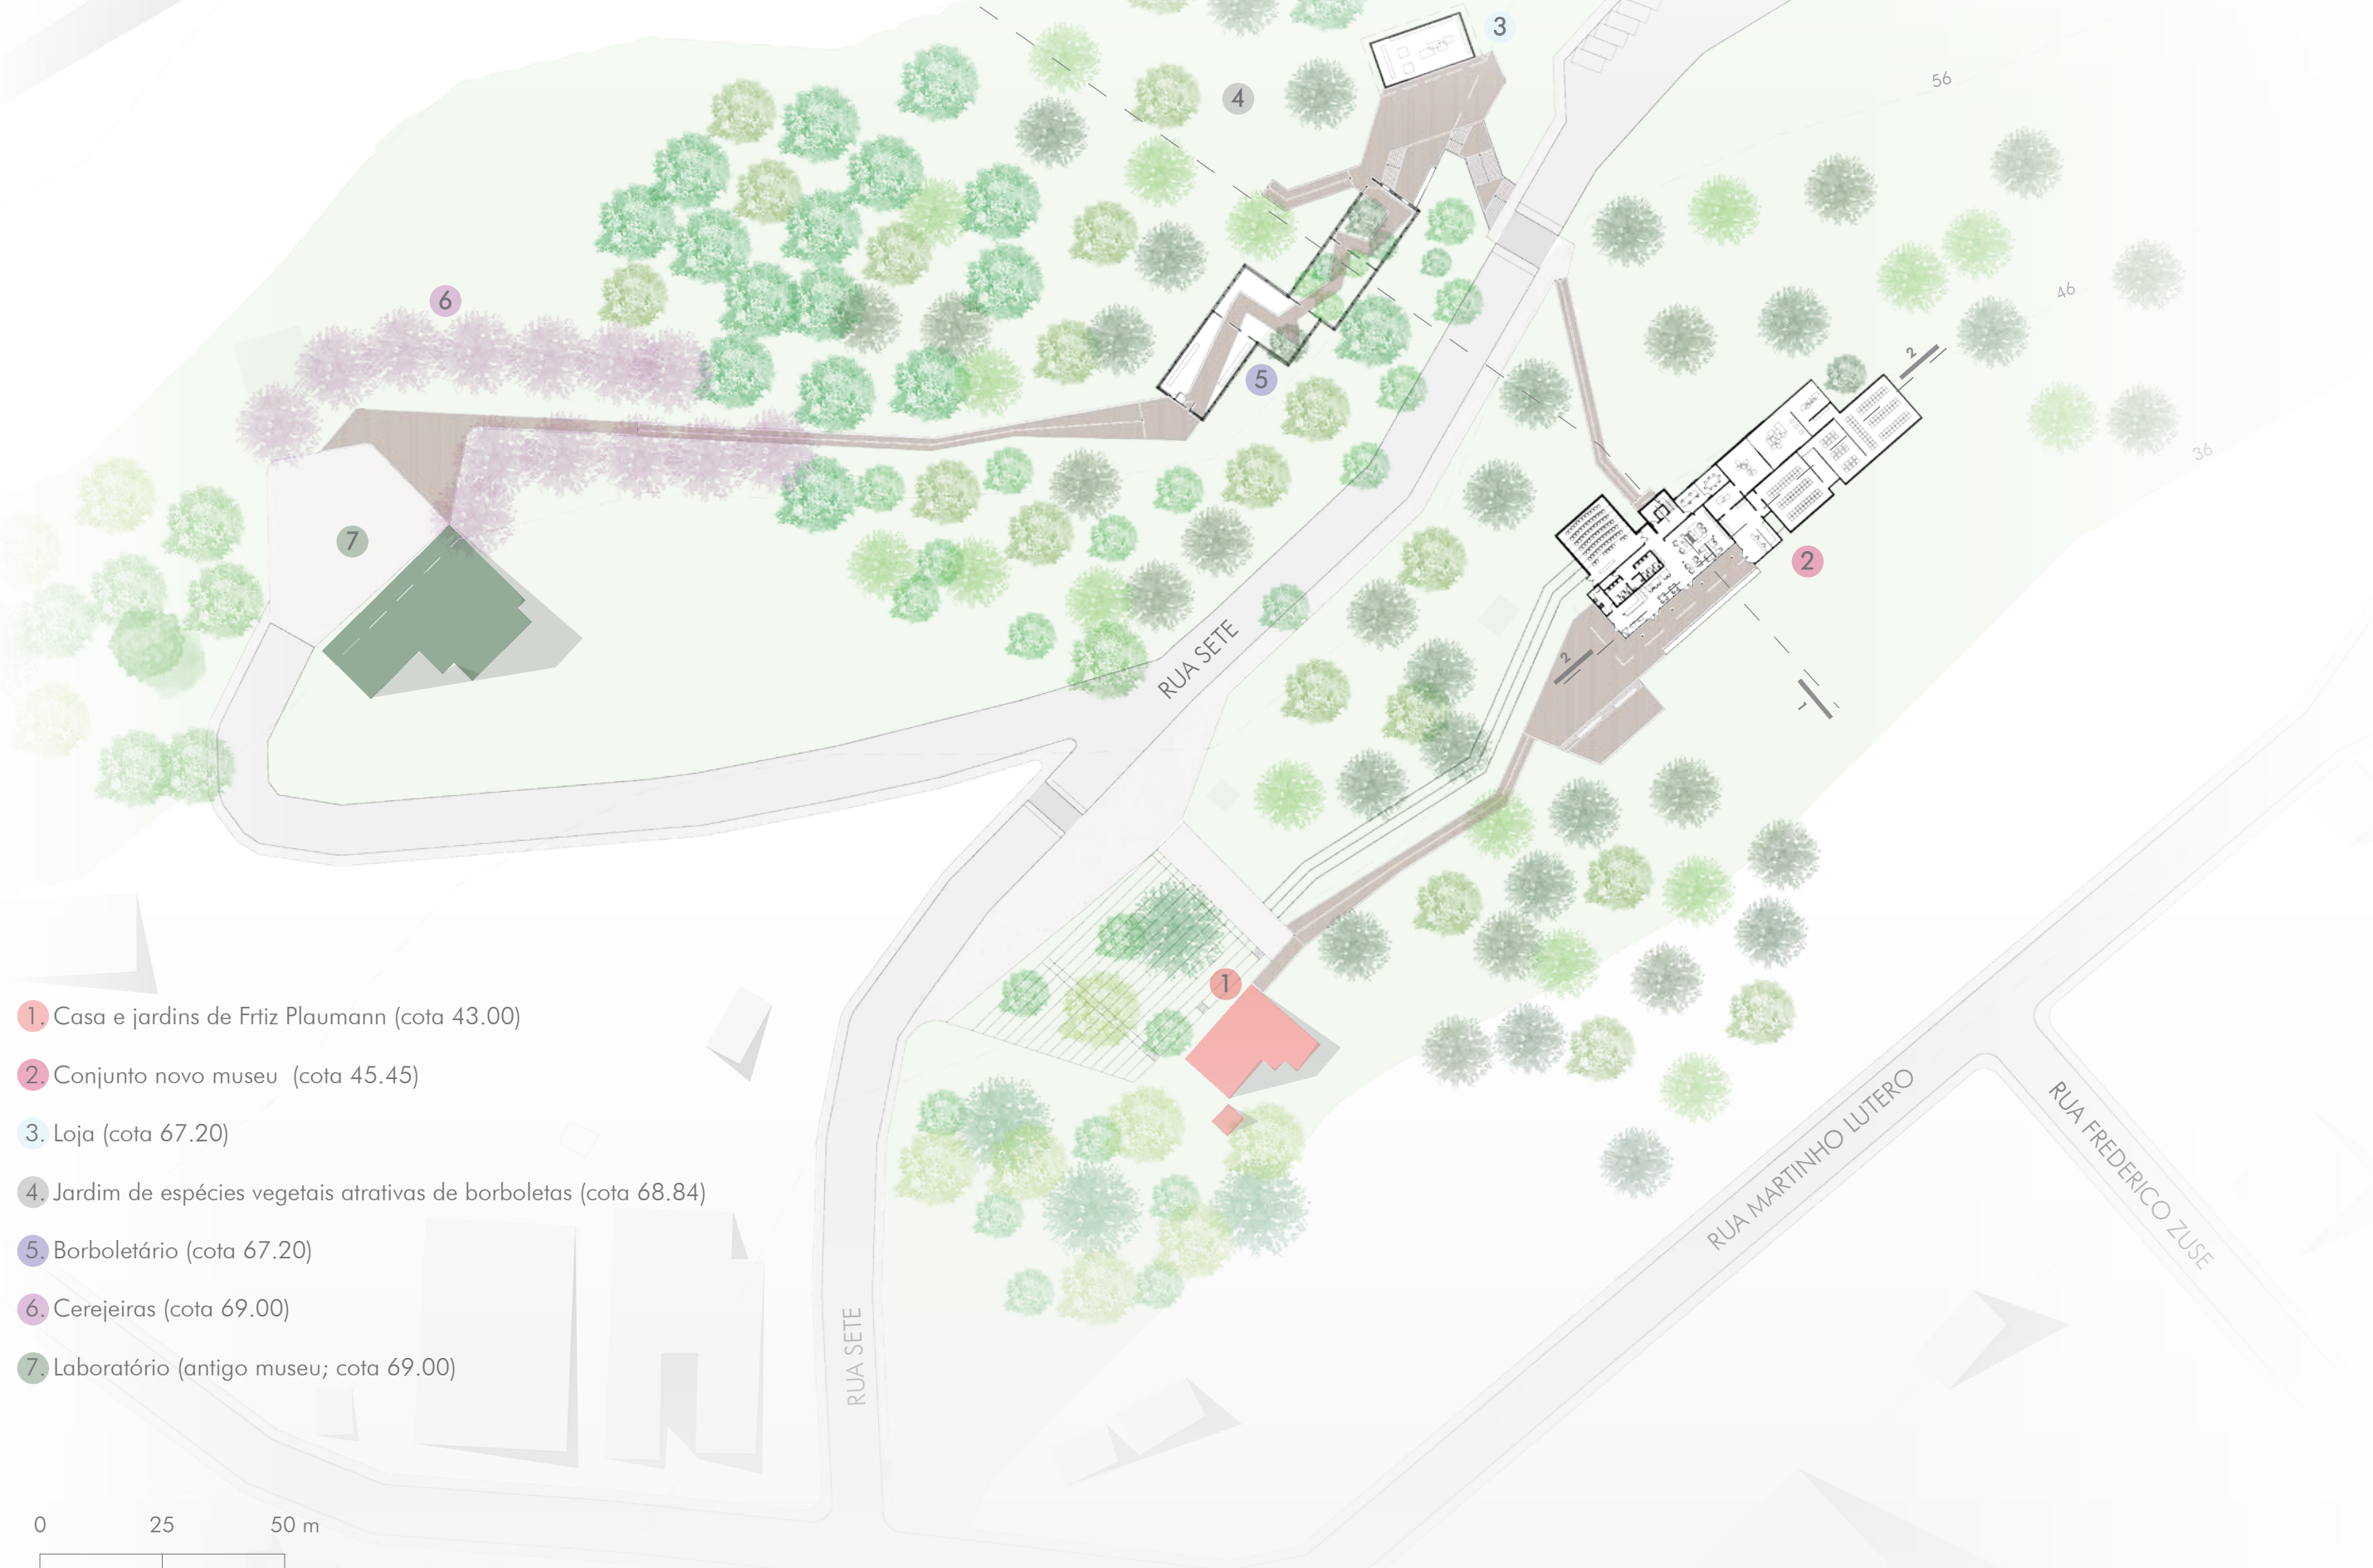 3
4
56
6
46
5
2
36
7
2
RUA SETE
2
1
1
1. Casa e jardins de Frtiz Plaumann (cota 43.00)
2. Conjunto novo museu (cota 45.45)
3. Loja (cota 67.20)
4. Jardim de espécies vegetais atrativas de borboletas (cota 68.84)
5. Borboletário (cota 67.20)
6. Cerejeiras (cota 69.00)
7. Laboratório (antigo museu; cota 69.00)
RUA MARTINHO LUTERO
RUA FREDERICO ZUSE
RUA SETE
0 25 50 m